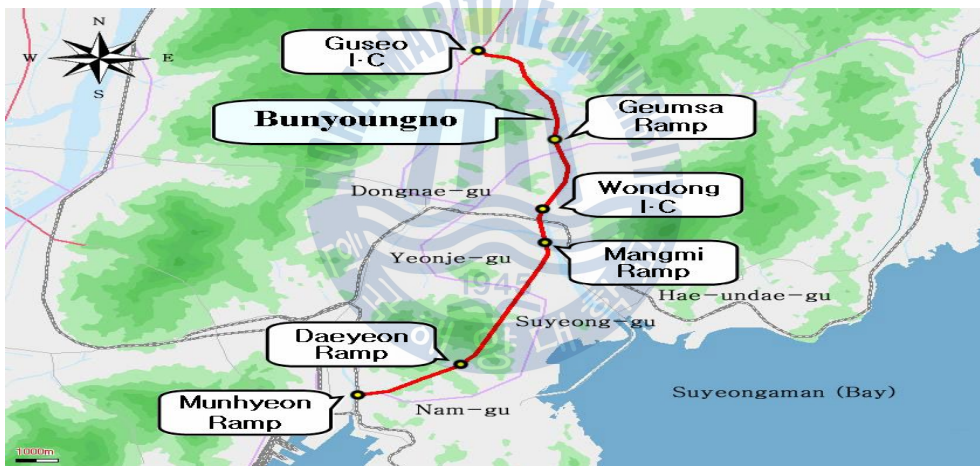 N
Guseo
I·C
W
E
S
Bunyoungno
Geumsa
Ramp
Dongnae-gu
Wondong
I·C
Yeonje-gu
Mangmi
Ramp
1945
Hae-undae-gu
Suyeong-gu
Daeyeon
Ramp
Suyeongaman (Bay)
Munhyeon
Ramp
Nam-gu
1000m